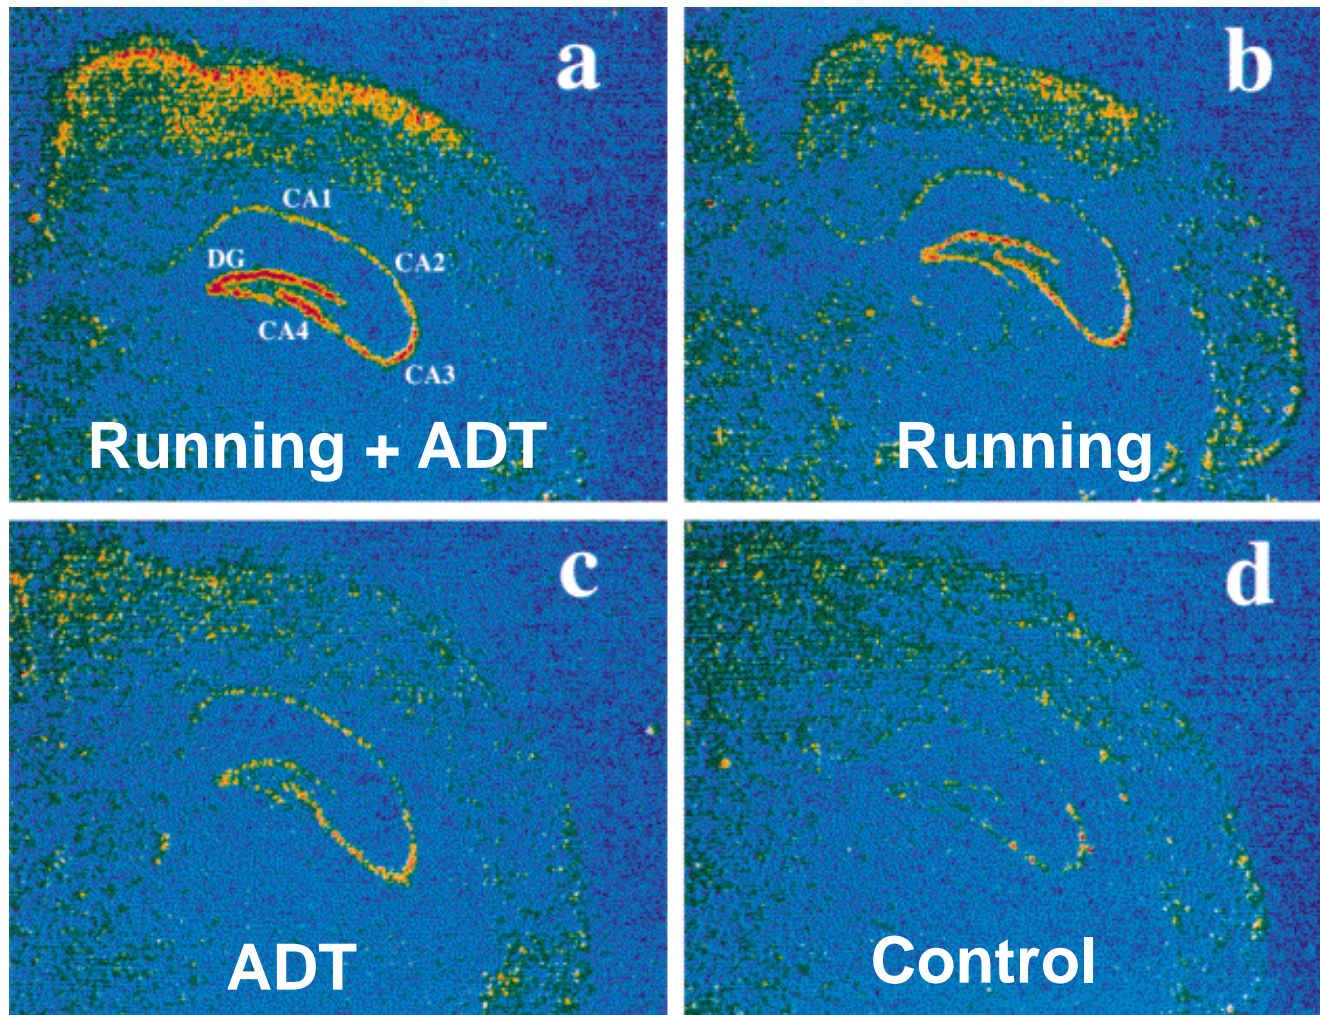 a
CA1
DG
CA2
CA4
CA3
Running + ADT
b
Running
c
ADT
d
Control